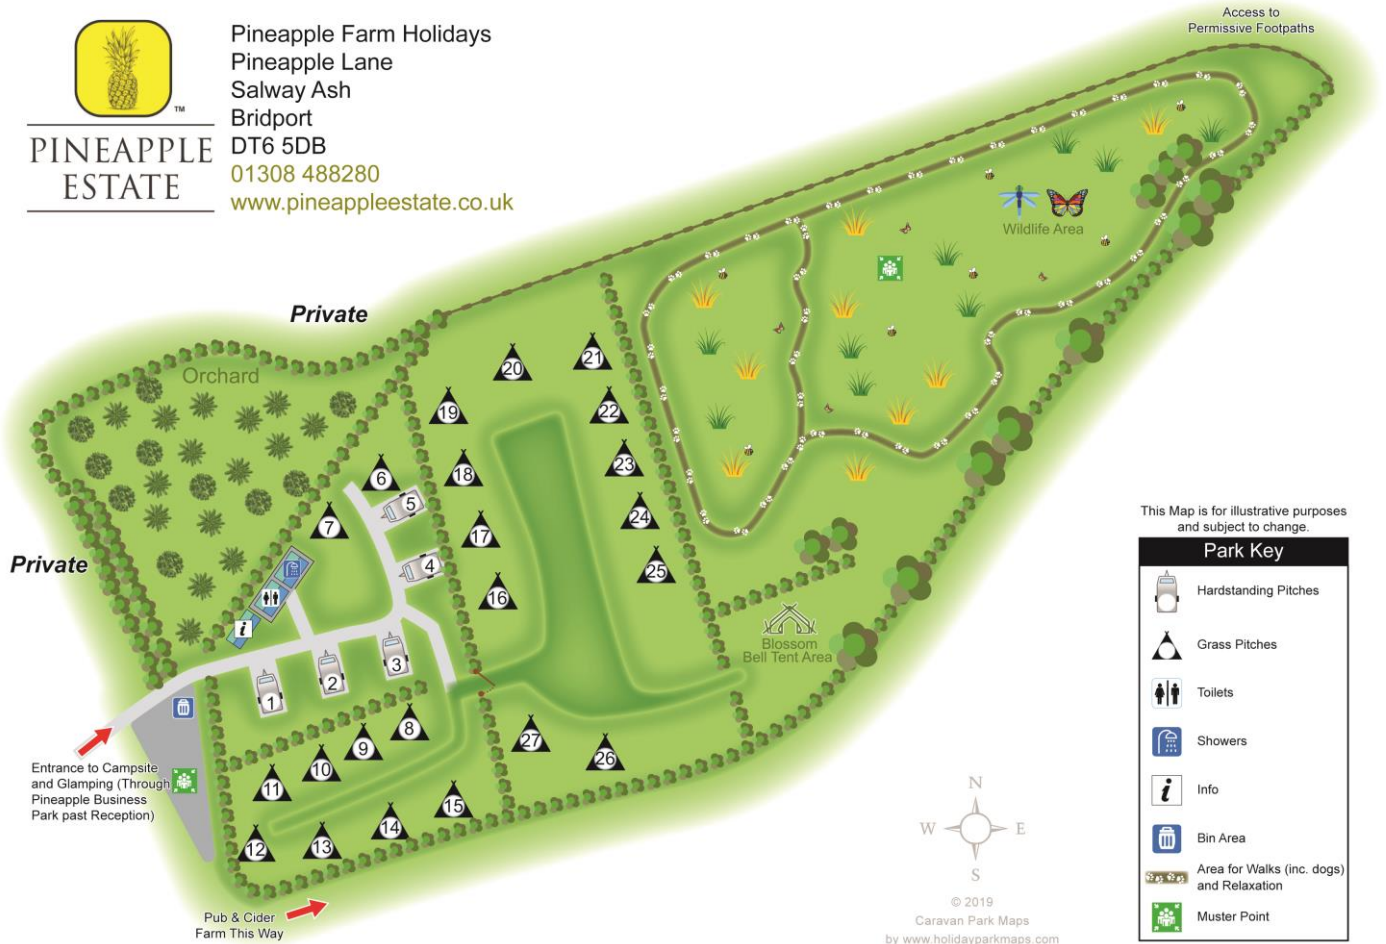 Pineapple Farm Holidays
Pineapple Lane
Salway Ash
Bridport
DT6 5DB
01308 488280
www.pineappleestate.co.uk
TM
PINEAPPLE
ESTATE
Access to
Permissive Footpaths
Wildlife Area
Private
Orchard
Private
21
20
22
19
23
18
6
5
24
7
17
25
4
16
i
3
2
1
Blossom
Bell Tent Area
8
27
9
26
10
11
15
14
13
12
Entrance to Campsite
and Glamping (Through
Pineapple Business
Park past Reception)
Pub & Cider
Farm This Way
This Map is for illustrative purposes
and subject to change.
Park Key
Hardstanding Pitches
Grass Pitches
Toilets
Showers
i
Info
Bin Area
Area for Walks (inc. dogs)
and Relaxation
Muster Point
N
W
E
S
© 2019
Caravan Park Maps
by www.holidayparkmaps.com